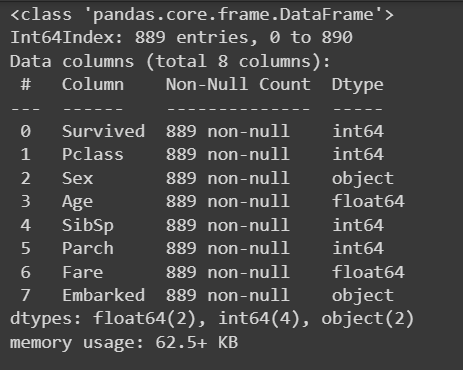 <class 'pandas.core.frame.DataFrame'>
Int64Index: 889 entries, 0 to 890
Data columns (total 8 columns):
 #   Column    Non-Null Count  Dtype
---  ------    --------------  -----
 0   Survived  889 non-null    int64
 1   Pclass    889 non-null    int64
 2   Sex       889 non-null    object
 3   Age       889 non-null    float64
 4   SibSp     889 non-null    int64
 5   Parch     889 non-null    int64
 6   Fare      889 non-null    float64
 7   Embarked  889 non-null    object
dtypes: float64(2), int64(4), object(2)
memory usage: 62.5+ KB